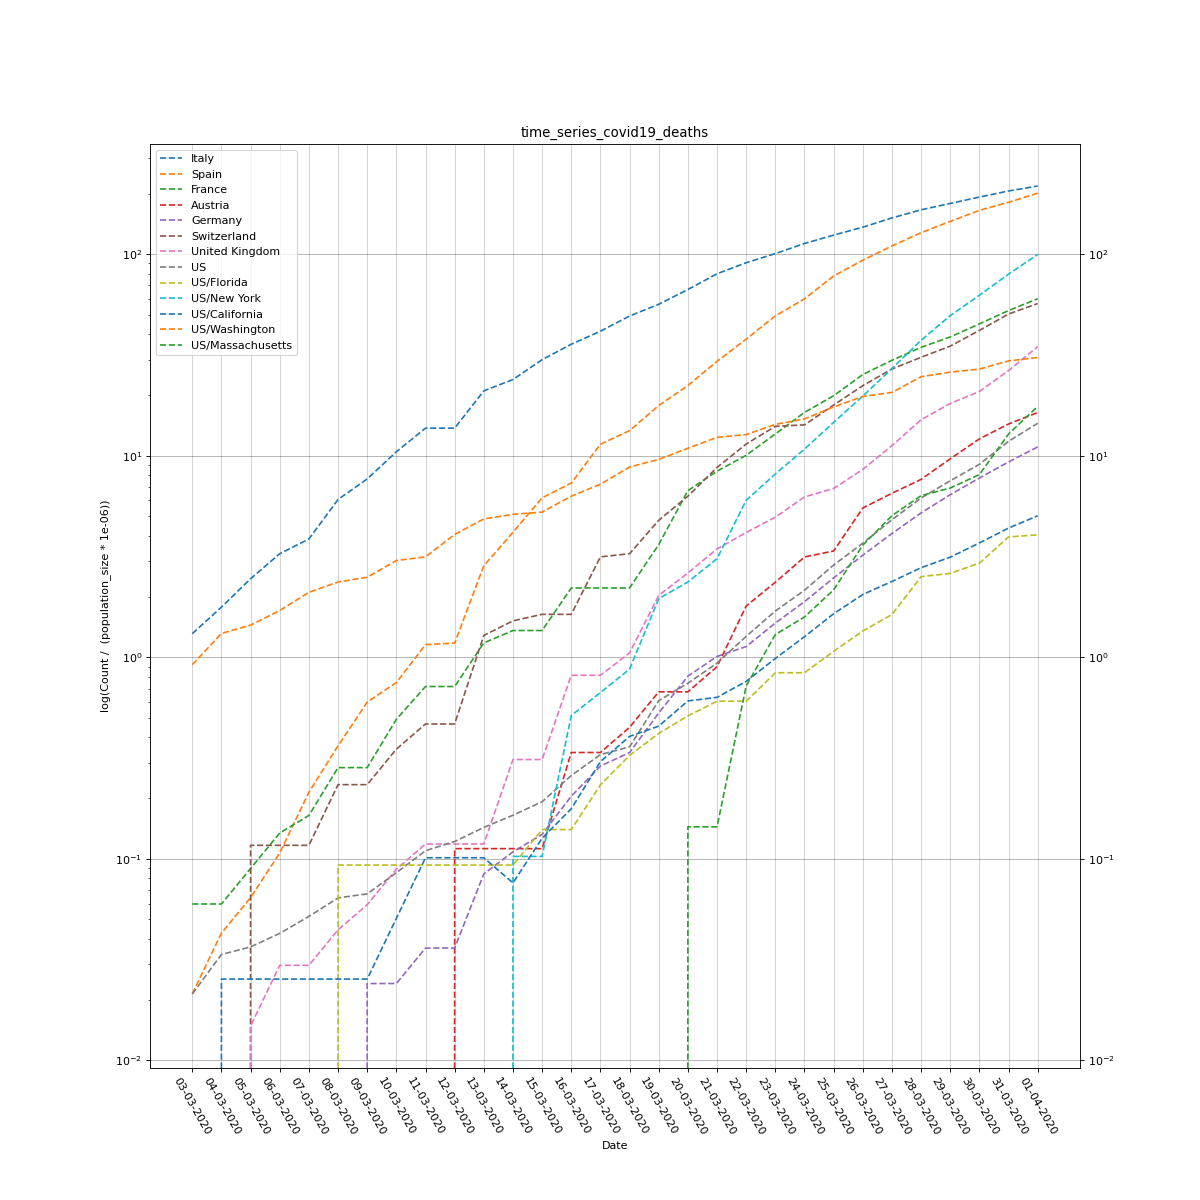 time_series_covid19_deaths
Italy
Spain
France
Austria
Germany
Switzerland
United Kingdom
US
US/Florida
US/New York
US/California
US/Washington
US/Massachusetts
log(Count /  (population_size * 1e-06))
10²
10¹
10⁰
10⁻¹
10⁻²
10²
10¹
10⁰
10⁻¹
10⁻²
03-03-2020
04-03-2020
05-03-2020
06-03-2020
07-03-2020
08-03-2020
09-03-2020
10-03-2020
11-03-2020
12-03-2020
13-03-2020
14-03-2020
15-03-2020
16-03-2020
17-03-2020
18-03-2020
19-03-2020
20-03-2020
21-03-2020
22-03-2020
23-03-2020
24-03-2020
25-03-2020
26-03-2020
27-03-2020
28-03-2020
29-03-2020
30-03-2020
31-03-2020
01-04-2020
Date